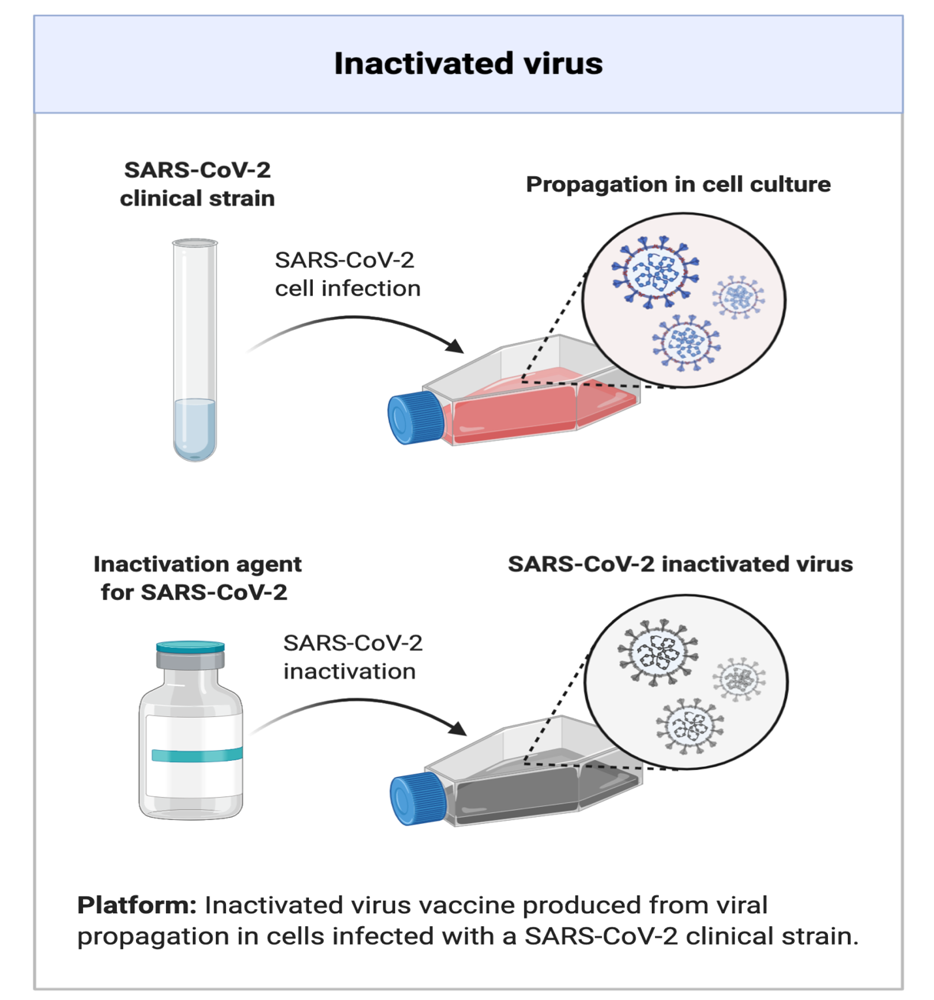 Inactivated virus
SARS-CoV-2
clinical strain
Propagation in cell culture
SARS-CoV-2
cell infection
Inactivation agent
for SARS-CoV-2
SARS-CoV-2 inactivated virus
SARS-CoV-2
inactivation
Platform: Inactivated virus vaccine produced from viral
propagation in cells infected with a SARS-CoV-2 clinical strain.